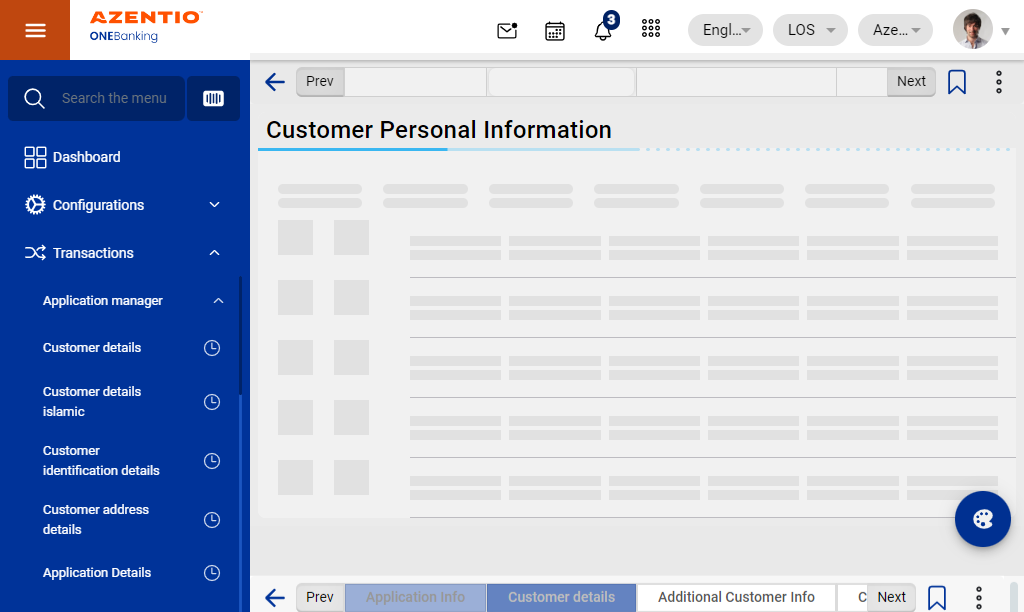 AZENTIO
ONEBanking
3
Engl...
LOS
Aze...
Search the menu
Prev
Next
Customer Personal Information
Dashboard
Configurations
Transactions
Application manager
Customer details
Customer details
islamic
Customer
identification details
Customer address
details
Application Details
Prev
Application Info
Customer details
Additional Customer Info
C
Next